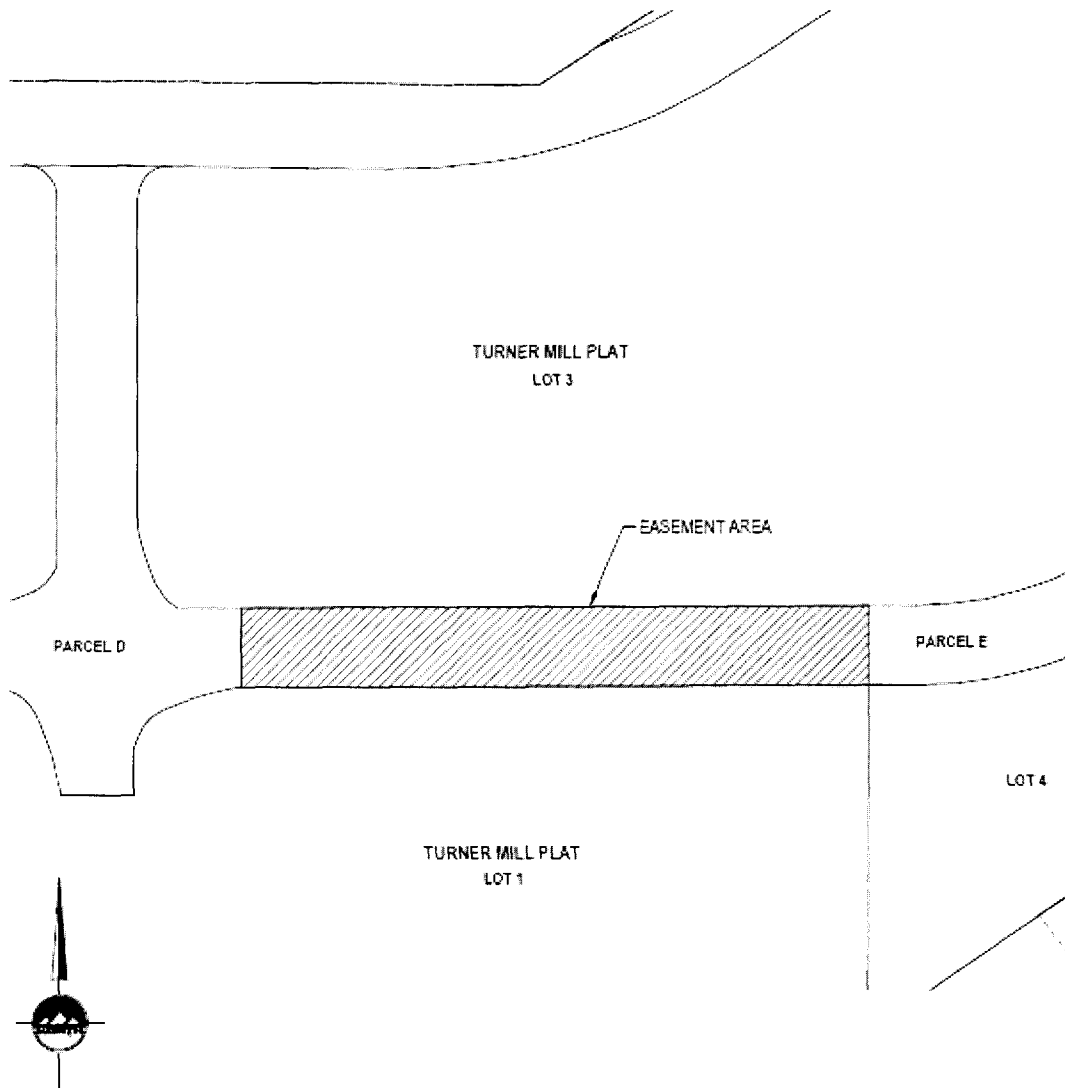 TURNER MILL PLAT
LOT 3
EASEMENT AREA
PARCEL D
PARCEL E
LOT 4
TURNER MILL PLAT
LOT 1